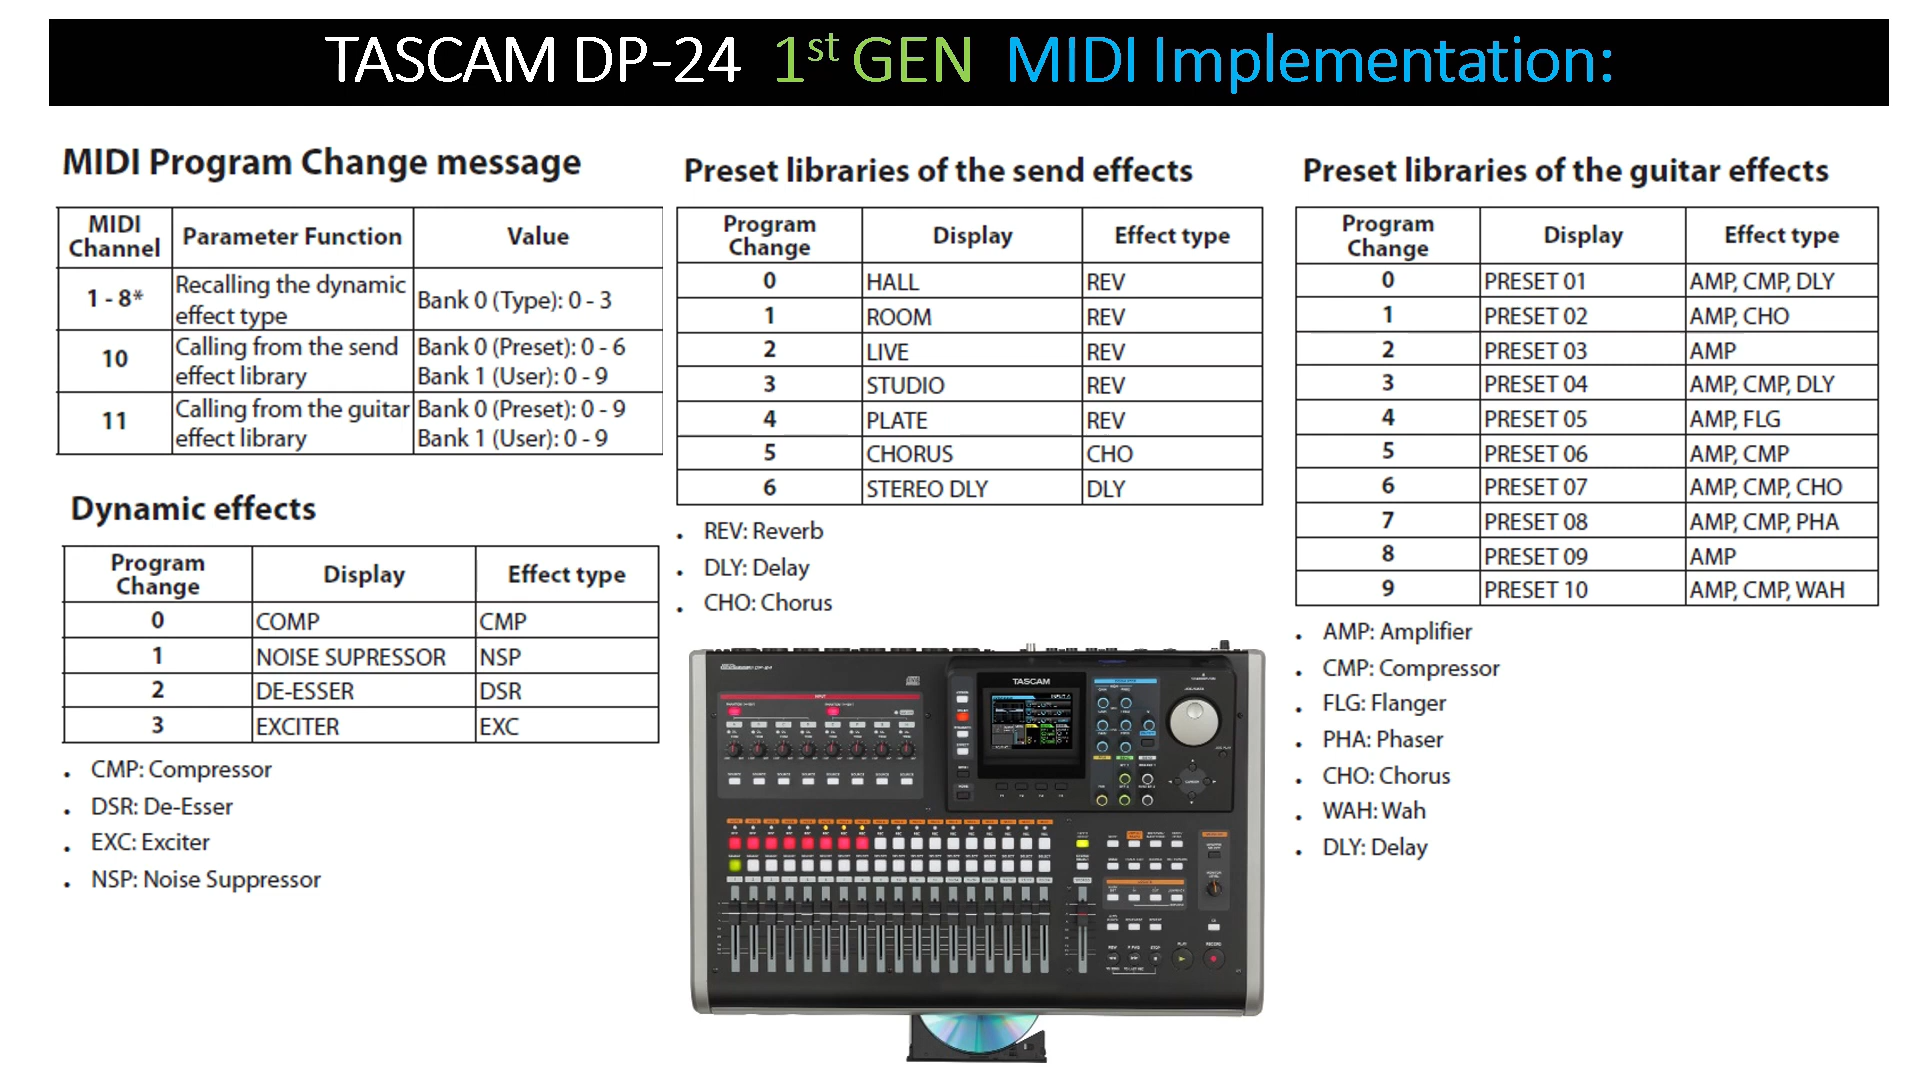 TASCAM DP-24 1st GEN MIDI Implementation:
MIDI Program Change message
MIDI Channel Parameter Function Value
1 - 8* Recalling the dynamic effect type Bank 0 (Type): 0 - 3
10 Calling from the send effect library Bank 0 (Preset): 0 - 6 Bank 1 (User): 0 - 9
11 Calling from the guitar effect library Bank 0 (Preset): 0 - 9 Bank 1 (User): 0 - 9
Dynamic effects
Program Change Display Effect type
0 COMP CMP
1 NOISE SUPRESSOR NSP
2 DE-ESSER DSR
3 EXCITER EXC
• CMP: Compressor
• DSR: De-Esser
• EXC: Exciter
• NSP: Noise Suppressor
Preset libraries of the send effects
Program Change Display Effect type
0 HALL REV
1 ROOM REV
2 LIVE REV
3 STUDIO REV
4 PLATE REV
5 CHORUS CHO
6 STEREO DLY DLY
• REV: Reverb
• DLY: Delay
• CHO: Chorus
TASCAM
Preset libraries of the guitar effects
Program Change Display Effect type
0 PRESET 01 AMP, CMP, DLY
1 PRESET 02 AMP, CHO
2 PRESET 03 AMP
3 PRESET 04 AMP, CMP, DLY
4 PRESET 05 AMP, FLG
5 PRESET 06 AMP, CMP
6 PRESET 07 AMP, CMP, CHO
7 PRESET 08 AMP, CMP, PHA
8 PRESET 09 AMP
9 PRESET 10 AMP, CMP, WAH
• AMP: Amplifier
• CMP: Compressor
• FLG: Flanger
• PHA: Phaser
• CHO: Chorus
• WAH: Wah
• DLY: Delay